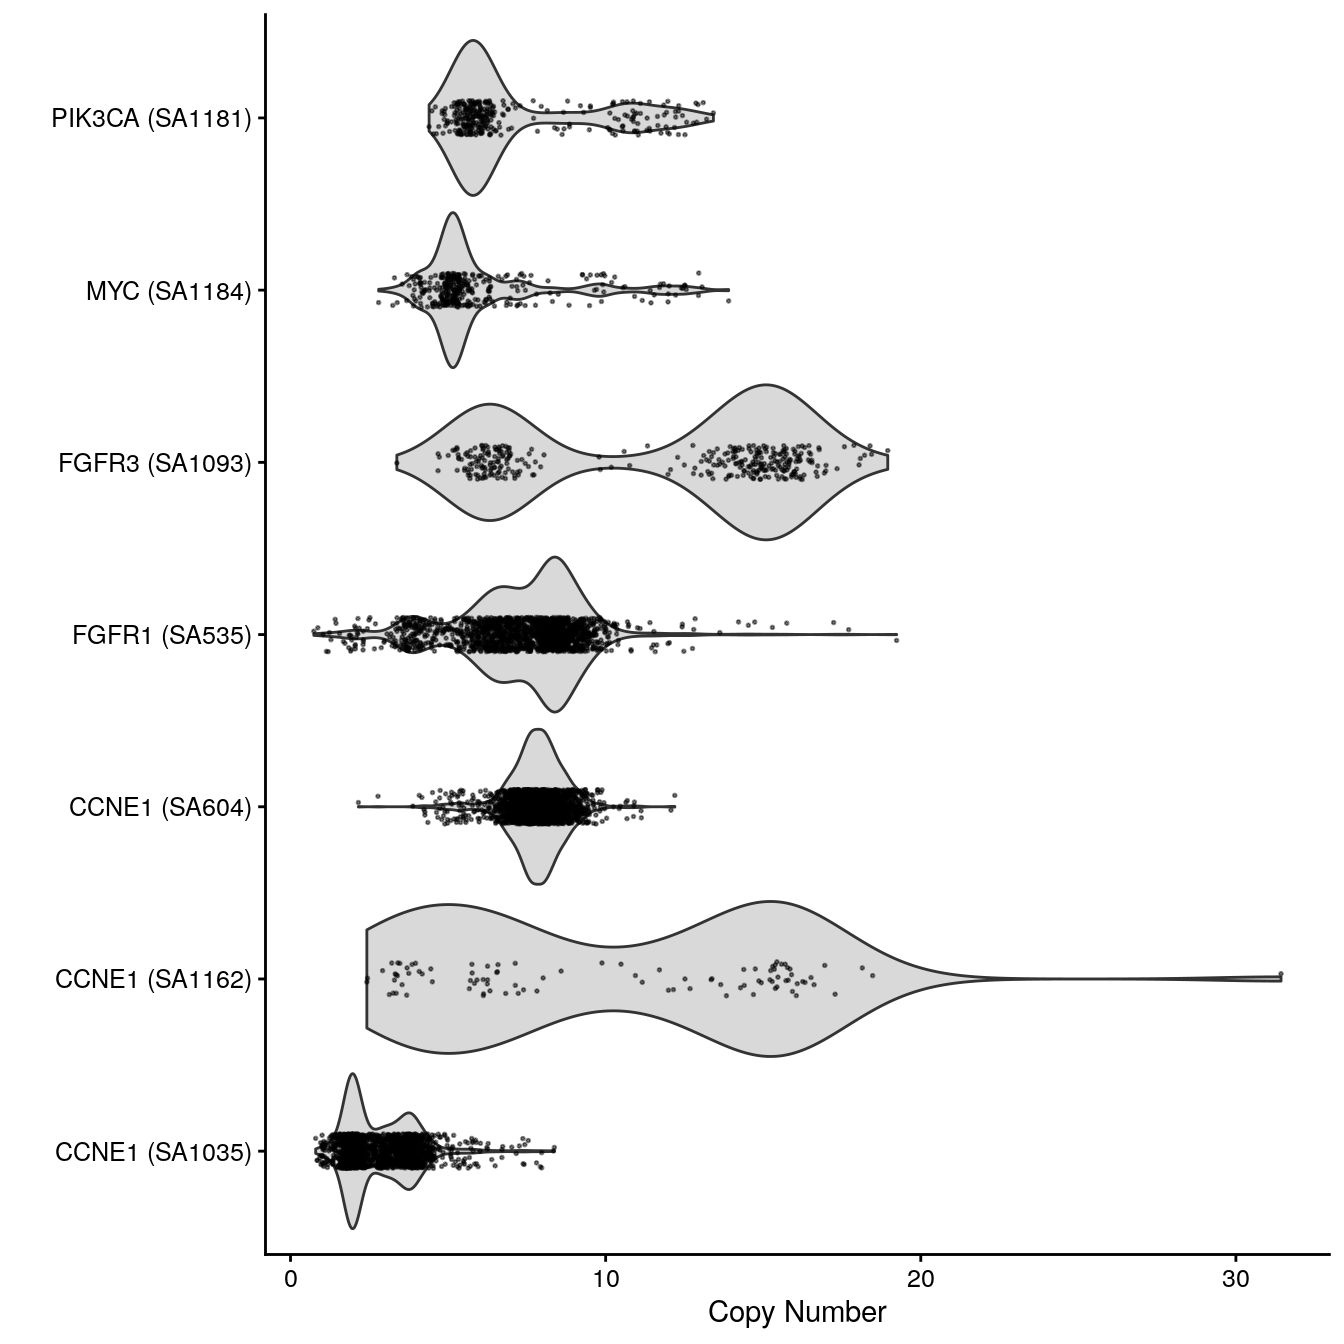 PIK3CA (SA1181)
MYC (SA1184)
FGFR3 (SA1093)
FGFR1 (SA535)
CCNE1 (SA604)
CCNE1 (SA1162)
CCNE1 (SA1035)
0 10 20 30
Copy Number